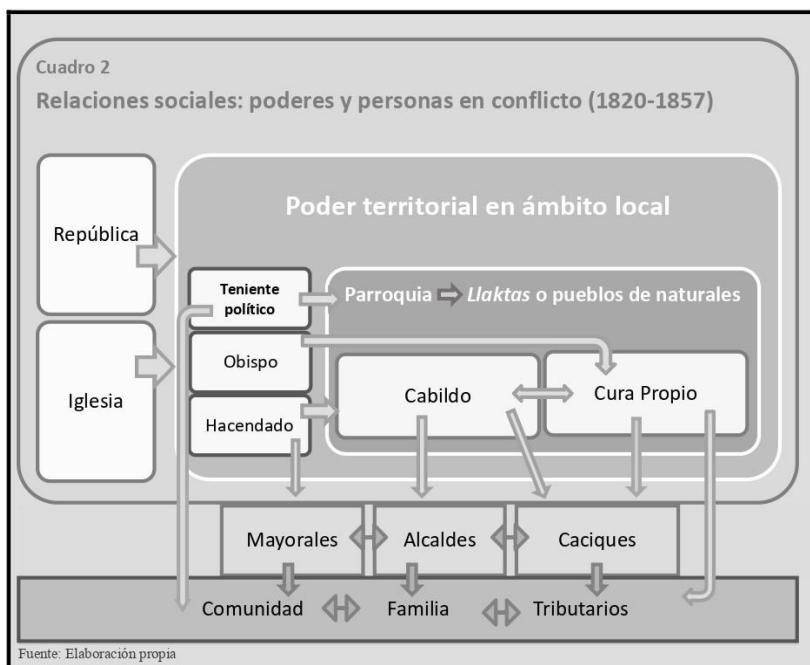 Cuadro 2
Relaciones sociales: poderes y personas en conflicto (1820-1857)
República
Iglesia
Poder territorial en ámbito local
Teniente
político
Obispo
Hacendado
Parroquia Llaktas o pueblos de naturales
Cabildo
Cura Propio
Mayorales
Alcaldes
Caciques
Comunidad
Familia
Tributarios
Fuente: Elaboración propia